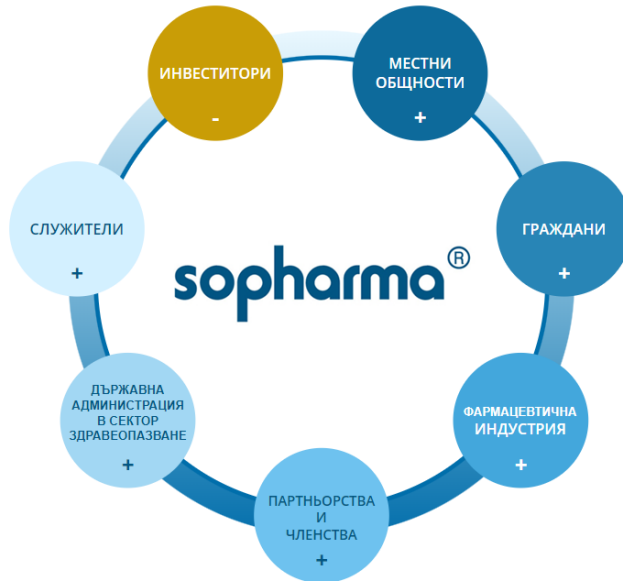 ИНВЕСТИТОРИ
-
МЕСТНИ
ОБЩНОСТИ
+
СЛУЖИТЕЛИ
+
ГРАЖДАНИ
+
sopharma®
ДЪРЖАВНА
АДМИНИСТРАЦИЯ
В СЕКТОР
ЗДРАВЕОПАЗВАНЕ
+
ФАРМАЦЕВТИЧНА
ИНДУСТРИЯ
+
ПАРТНЬОРСТВА
И
ЧЛЕНСТВА
+